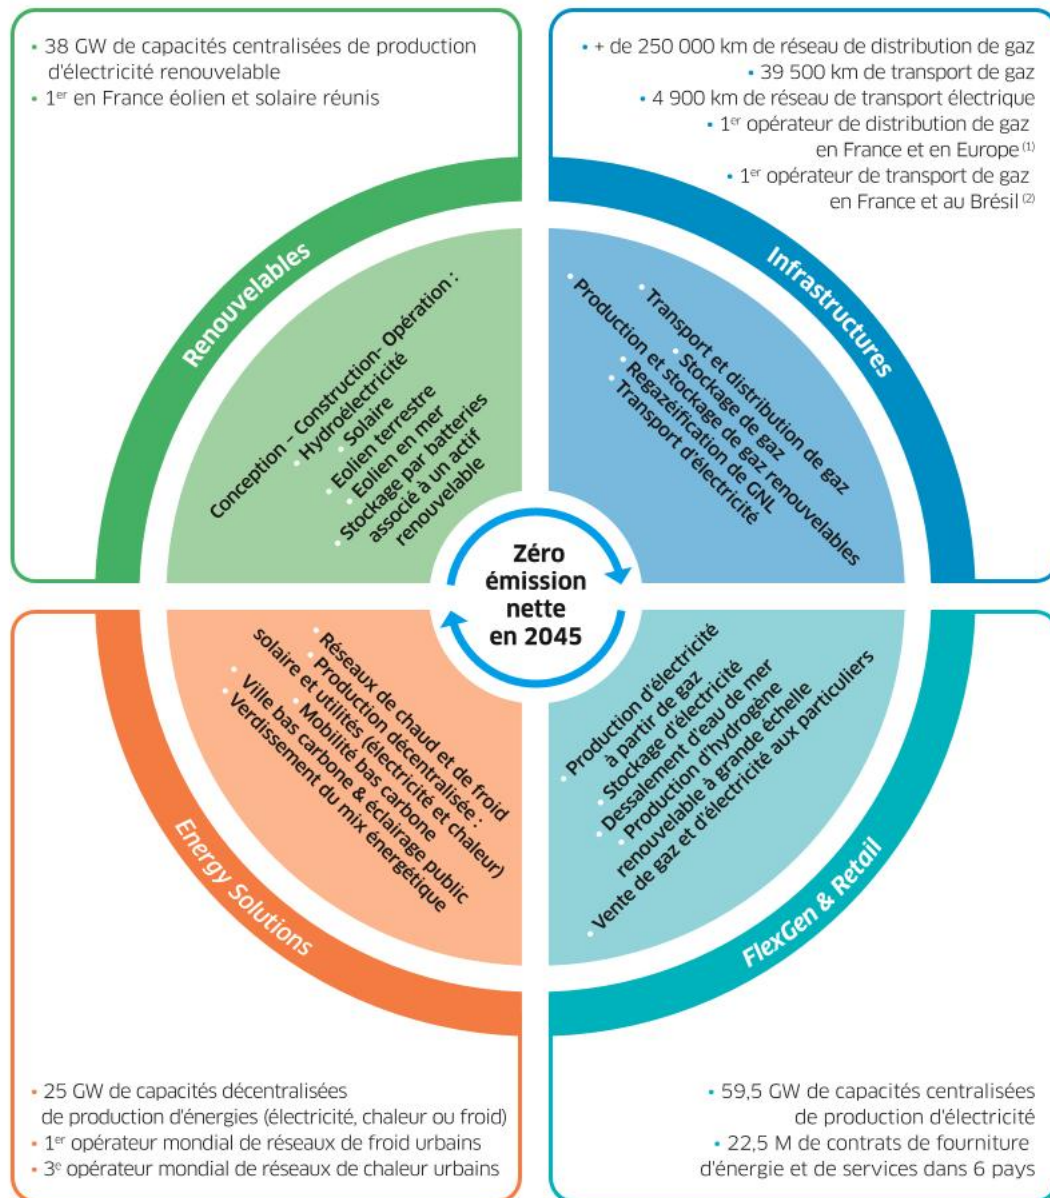 • 38 GW de capacités centralisées de production
d'électricité renouvelable
• 1er en France éolien et solaire réunis
• + de 250 000 km de réseau de distribution de gaz
• 39 500 km de transport de gaz
• 4 900 km de réseau de transport électrique
• 1er opérateur de distribution de gaz
en France et en Europe (1)
• 1er opérateur de transport de gaz
en France et au Brésil (2)
Renouvelables
Conception – Construction- Opération :
• Hydroélectricité
• Solaire
• Eolien terrestre
• Eolien en mer
• Stockage par batteries
associé à un actif
renouvelable
Infrastructures
• Transport et distribution de gaz
• Stockage de gaz
• Production et stockage de gaz renouvelables
• Regazéification de GNL
• Transport d'électricité
Zéro
émission
nette
en 2045
• Réseaux de chaud et de froid
• Production décentralisée :
solaire et utilités (électricité et chaleur)
• Mobilité bas carbone
• Ville bas carbone & éclairage public
• Verdissement du mix énergétique
Energy Solutions
• Production d'électricité
à partir de gaz
• Stockage d'électricité
• Dessalement d'eau de mer
• Production d'hydrogène
renouvelable à grande échelle
• Vente de gaz et d'électricité aux particuliers
FlexGen & Retail
• 25 GW de capacités décentralisées
de production d'énergies (électricité, chaleur ou froid)
• 1er opérateur mondial de réseaux de froid urbains
• 3e opérateur mondial de réseaux de chaleur urbains
• 59,5 GW de capacités centralisées
de production d'électricité
• 22,5 M de contrats de fourniture
d'énergie et de services dans 6 pays